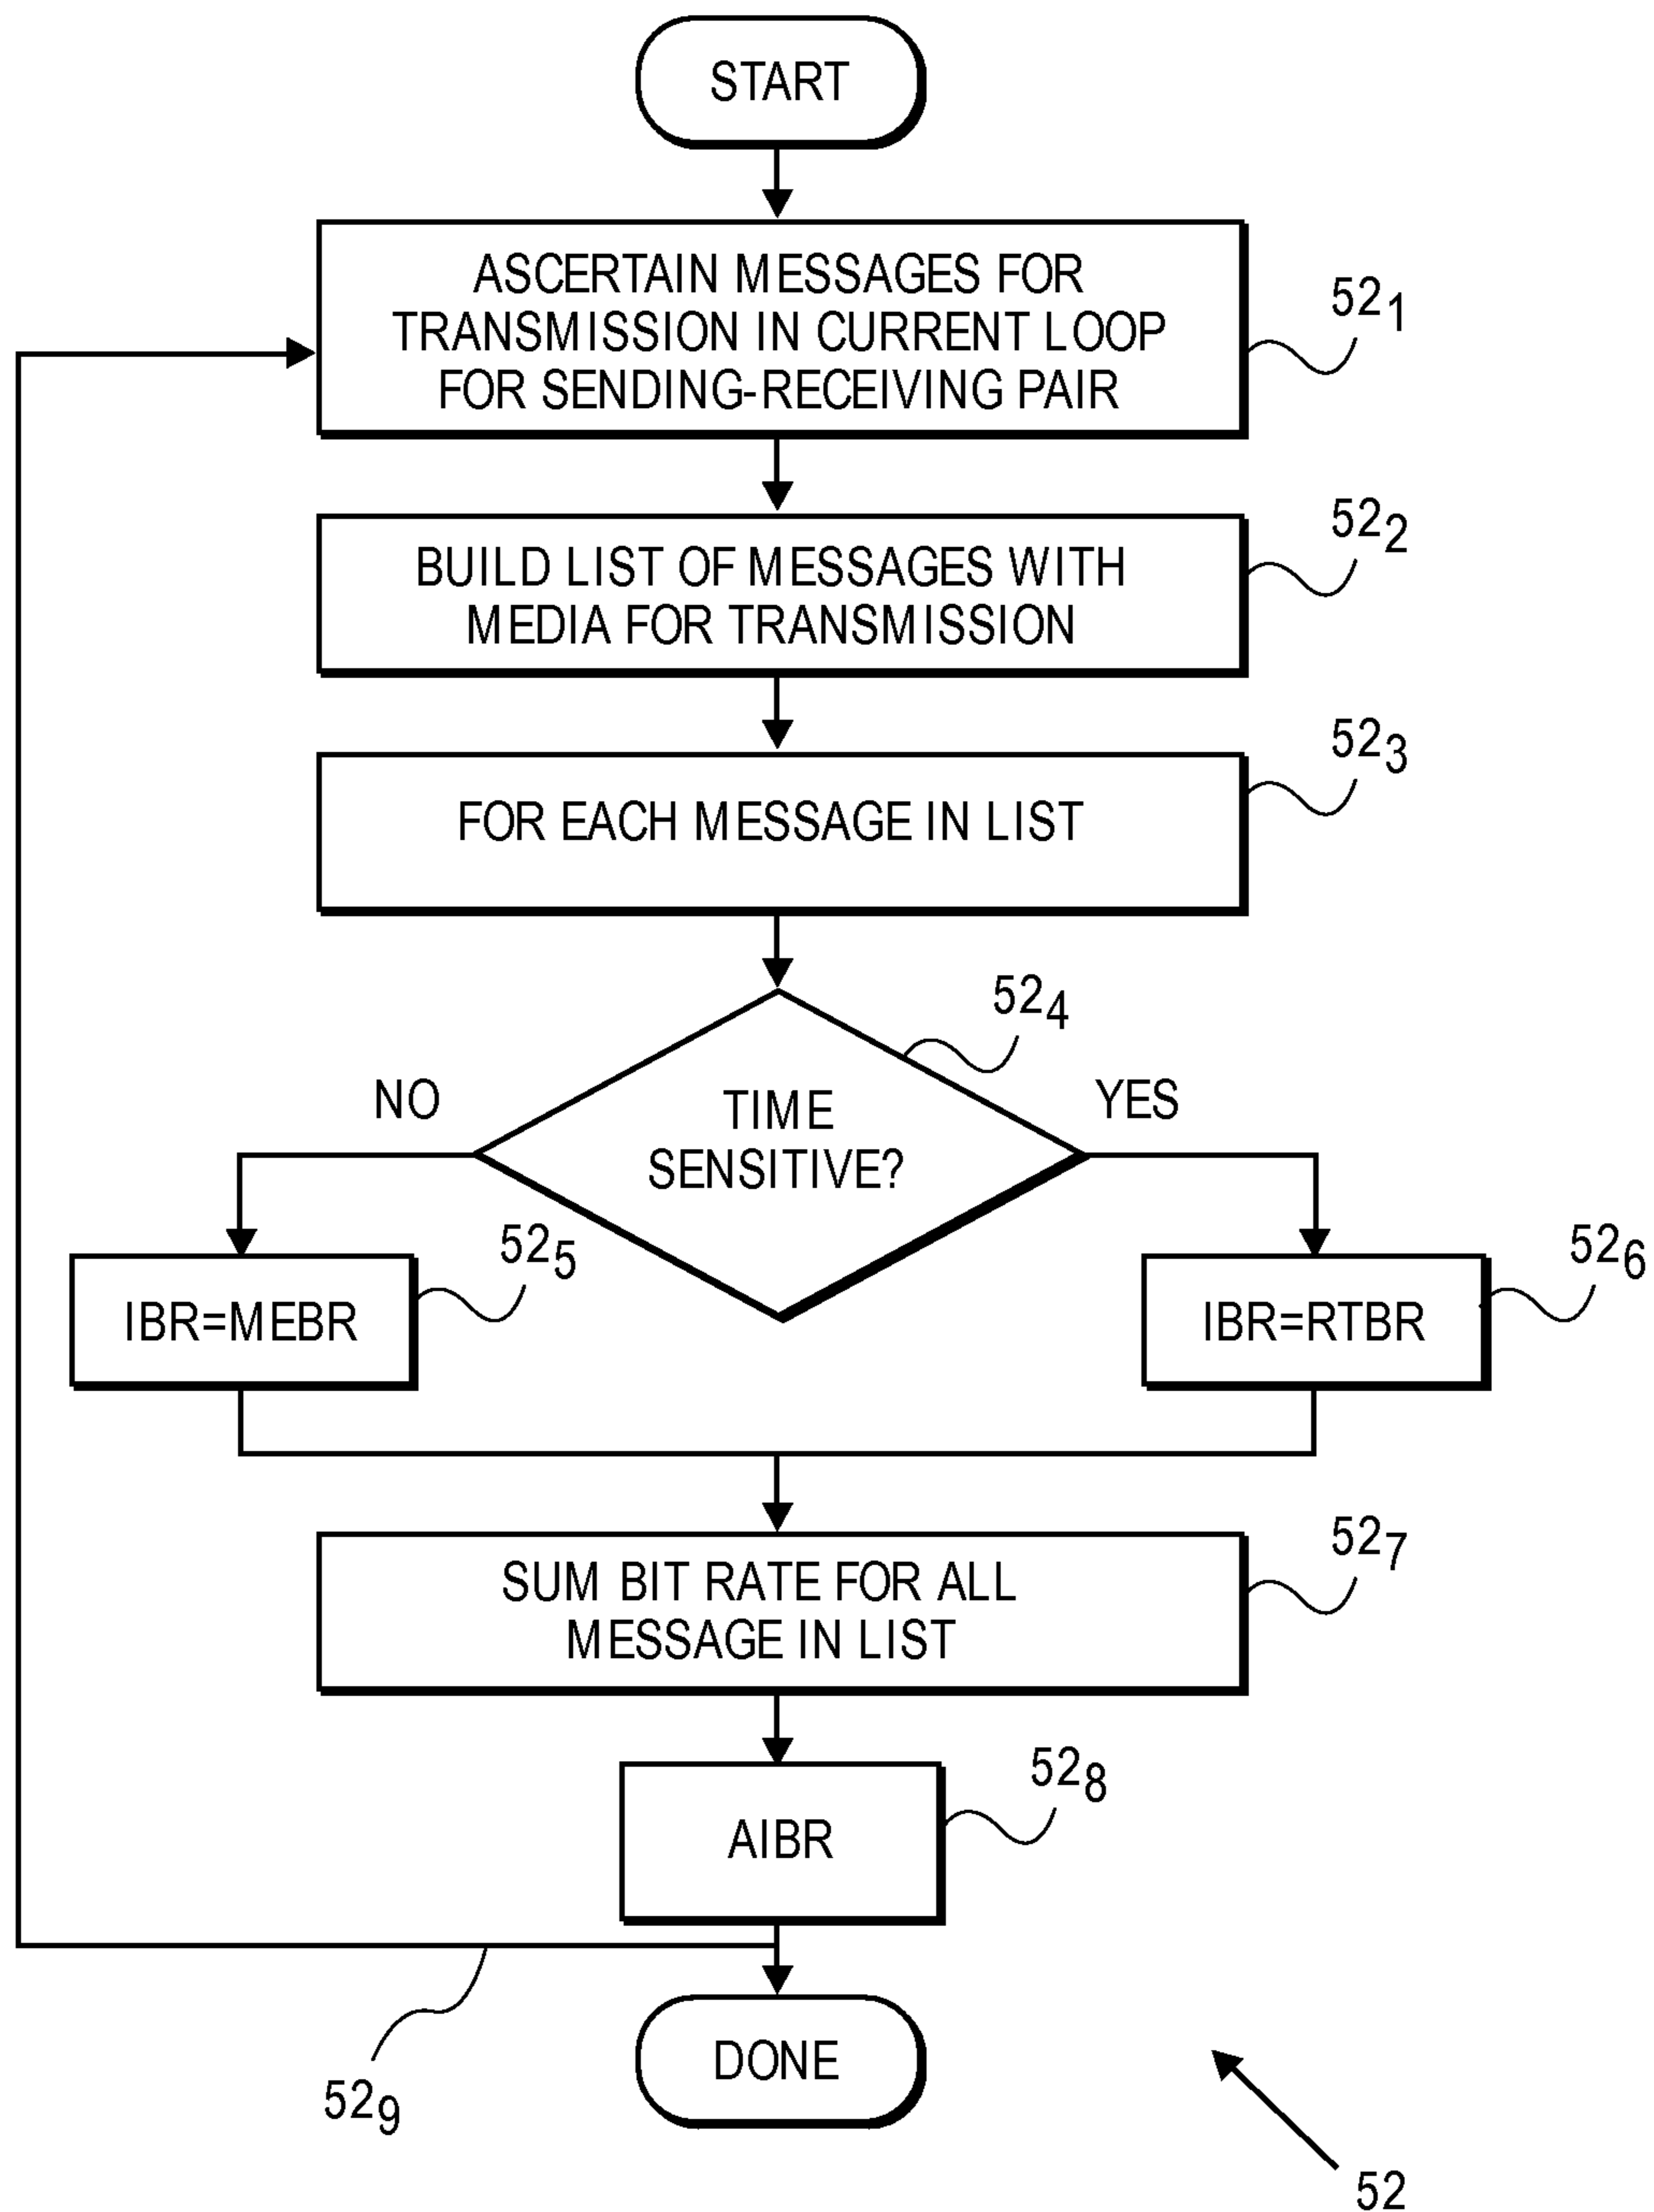 START
ASCERTAIN MESSAGES FOR
TRANSMISSION IN CURRENT LOOP
FOR SENDING-RECEIVING PAIR
52₁
BUILD LIST OF MESSAGES WITH
MEDIA FOR TRANSMISSION
52₂
FOR EACH MESSAGE IN LIST
52₃
52₄
NO
TIME
SENSITIVE?
YES
IBR=MEBR
52₅
IBR=RTBR
52₆
SUM BIT RATE FOR ALL
MESSAGE IN LIST
52₇
AIBR
52₈
DONE
52₉
52